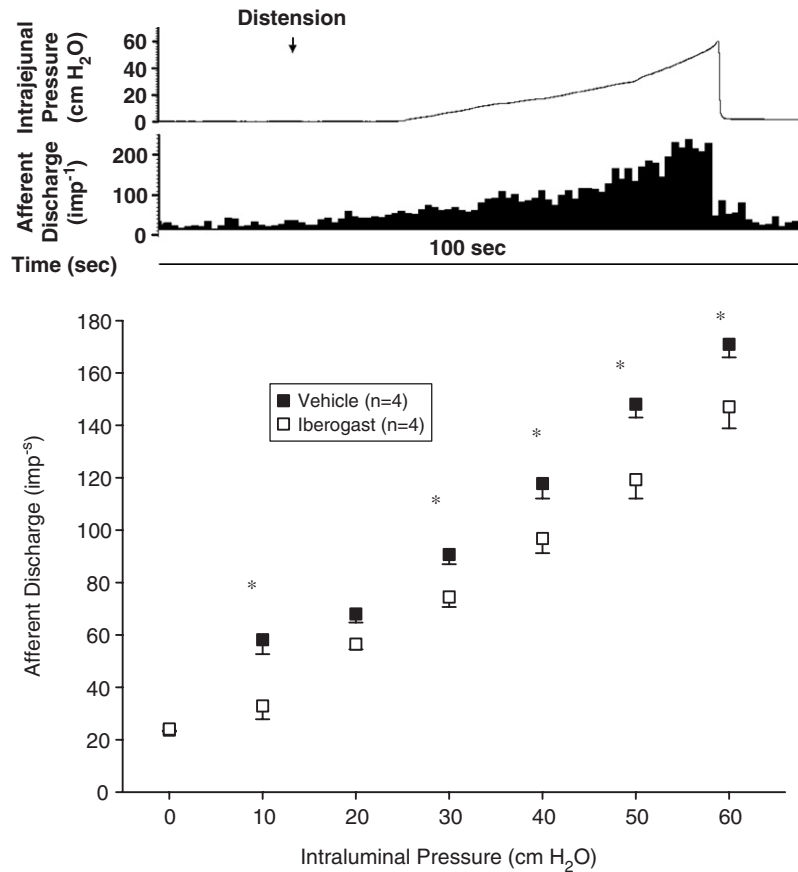 Distension
Intrajejunal
Pressure
(cm H₂O)
60
40
20
0
Afferent
Discharge
(imp⁻¹)
200
100
0
100 sec
Time (sec)
180
160
140
120
100
80
60
40
20
0
Afferent Discharge (imp⁻ˢ)
Vehicle (n=4)
Iberogast (n=4)
*
*
*
*
*
0 10 20 30 40 50 60
Intraluminal Pressure (cm H₂O)